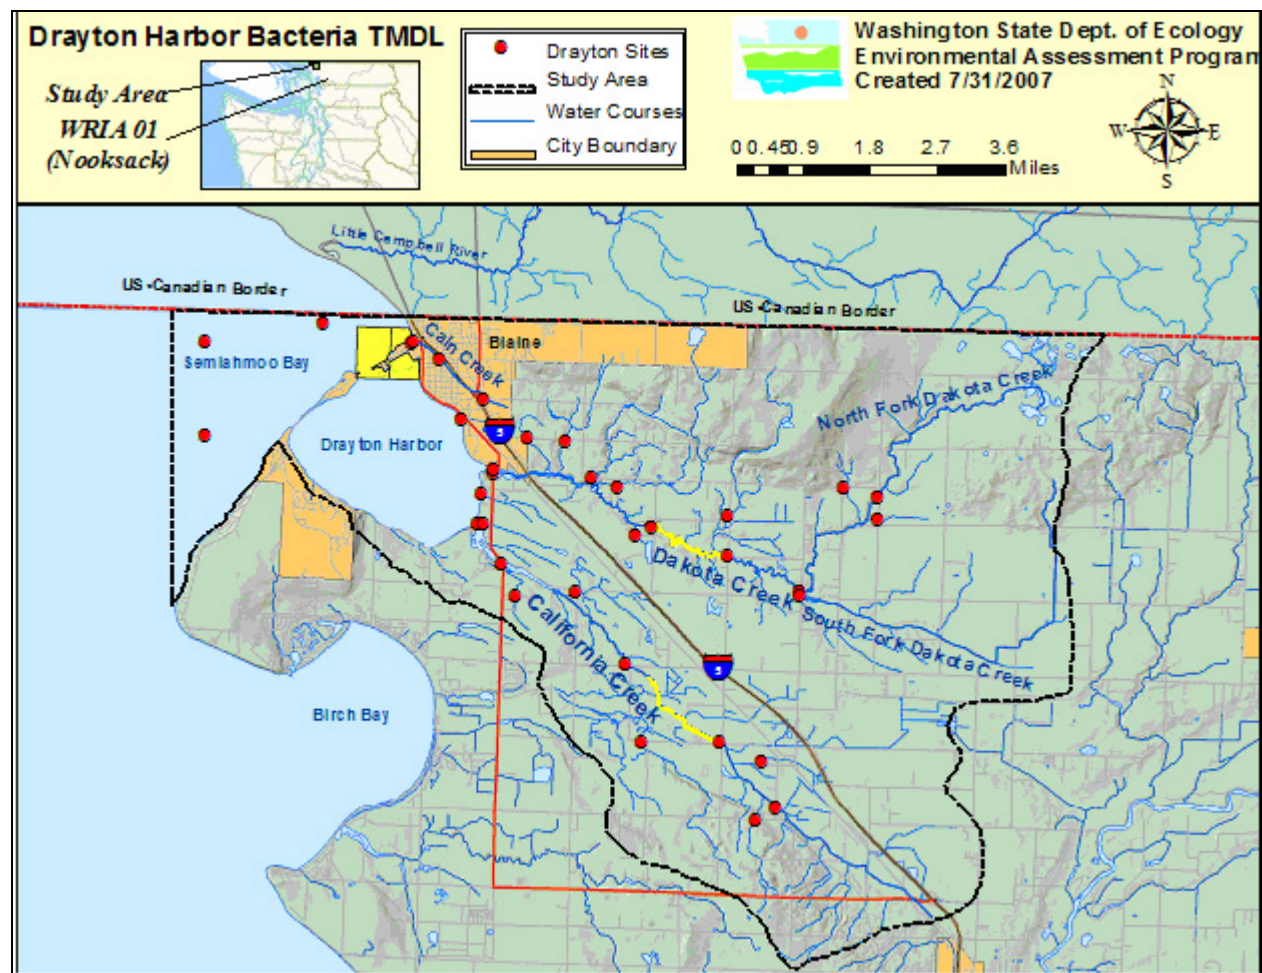 Drayton Harbor Bacteria TMDL
Study Area
WRIA 01
(Nooksack)
Drayton Sites
Study Area
Water Courses
City Boundary
Washington State Dept. of Ecology
Environmental Assessment Program
Created 7/31/2007
N
W
E
S
0 0.45 0.9 1.8 2.7 3.6
Miles
Little Campbell River
US-Canadian Border
US-Canadian Border
Semiahmoo Bay
Cain Creek
Blaine
North Fork Dakota Creek
Drayton Harbor
5
Dakota Creek
South Fork Dakota Creek
California Creek
5
Birch Bay